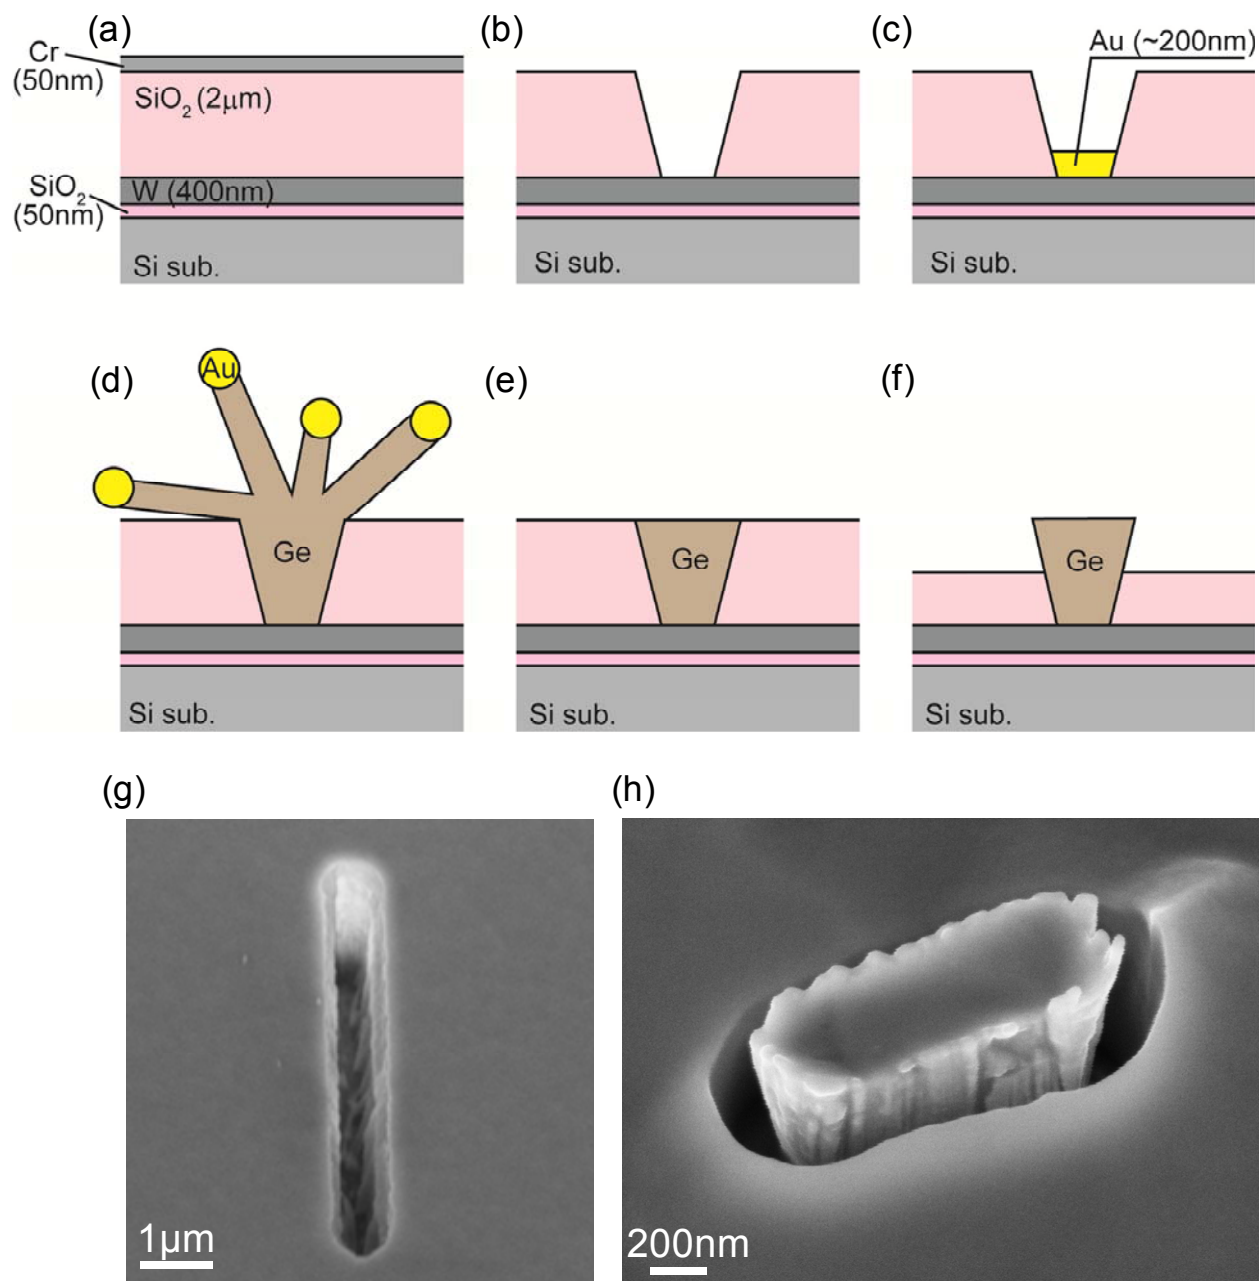 (a)
Cr
(50nm)
SiO₂ (2μm)
W (400nm)
SiO₂
(50nm)
Si sub.
(b)
Si sub.
(c)
Au (~200nm)
Si sub.
(d)
Au
Ge
Si sub.
(e)
Ge
Si sub.
(f)
Ge
Si sub.
(g)
1μm
(h)
200nm